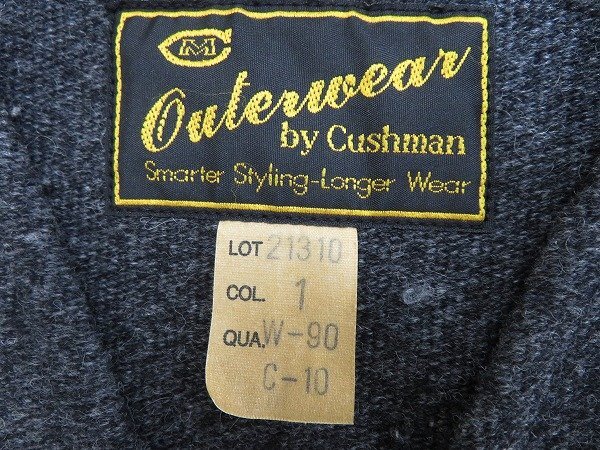 CM
Outerwear
by Cushman
Smarter Styling-Longer Wear
LOT 21310
COL. 1
QUA. W-90
C-10